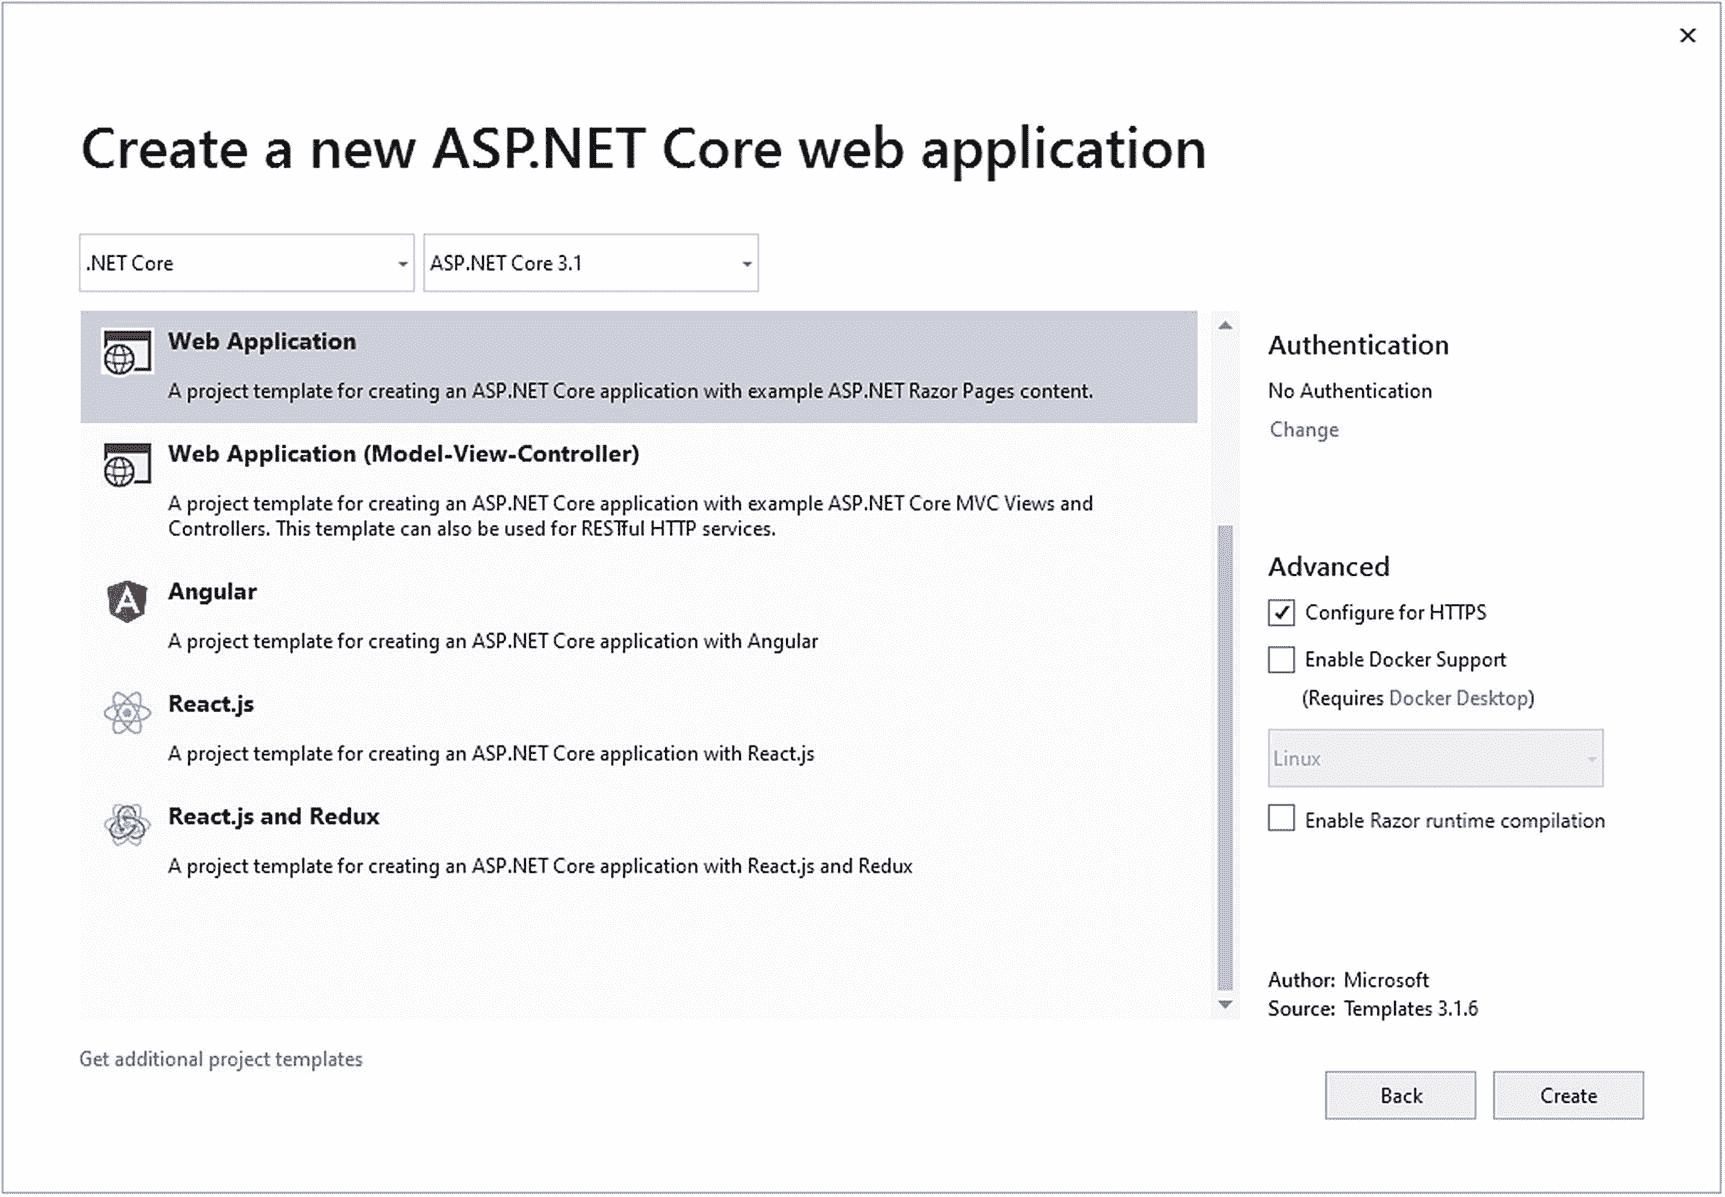 Create a new ASP.NET Core web application
.NET Core
ASP.NET Core 3.1
Web Application
A project template for creating an ASP.NET Core application with example ASP.NET Razor Pages content.
Web Application (Model-View-Controller)
A project template for creating an ASP.NET Core application with example ASP.NET Core MVC Views and
Controllers. This template can also be used for RESTful HTTP services.
Angular
A project template for creating an ASP.NET Core application with Angular
React.js
A project template for creating an ASP.NET Core application with React.js
React.js and Redux
A project template for creating an ASP.NET Core application with React.js and Redux
Get additional project templates
Authentication
No Authentication
Change
Advanced
Configure for HTTPS
Enable Docker Support
(Requires Docker Desktop)
Linux
Enable Razor runtime compilation
Author: Microsoft
Source: Templates 3.1.6
Back
Create